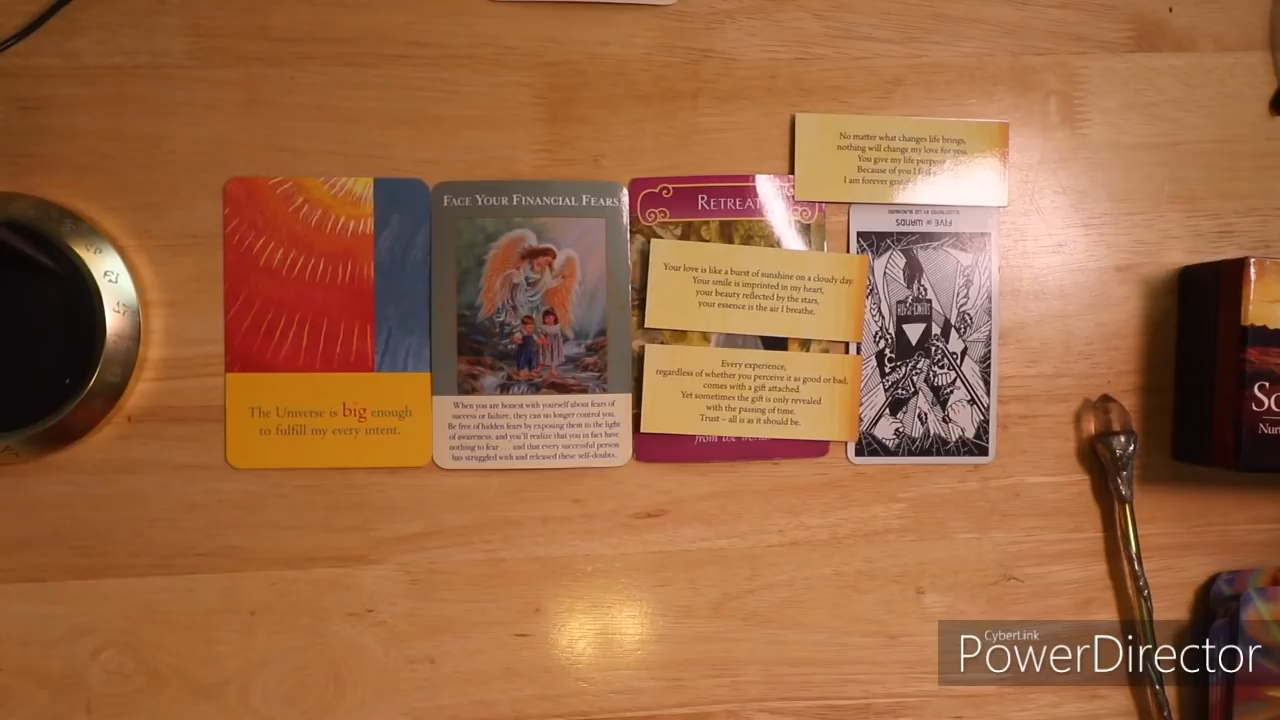 The Universe is big enough
to fulfill my every intent.
FACE YOUR FINANCIAL FEARS
When you are honest with yourself about fears of
success or failure, they can no longer control you.
Be free of hidden fears by exposing them to the light
of awareness, and you'll realize that you in fact have
nothing to fear . . . and that every successful person
has struggled with and released these self-doubts.
RETREAT
Your love is like a burst of sunshine on a cloudy day.
Your smile is imprinted in my heart,
your beauty reflected by the stars,
your essence is the air I breathe.
Every experience,
regardless of whether you perceive it as good or bad,
comes with a gift attached.
Yet sometimes the gift is only revealed
with the passing of time.
Trust – all is as it should be.
from the
No matter what changes life brings,
nothing will change my love for you.
You give my life
Because of you I
I am forever
FIVE of WANDS
CyberLink
PowerDirector